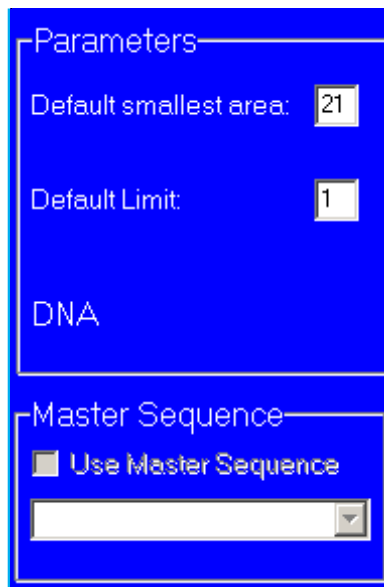 Parameters
Default smallest area: 21
Default Limit: 1
DNA
Master Sequence
Use Master Sequence